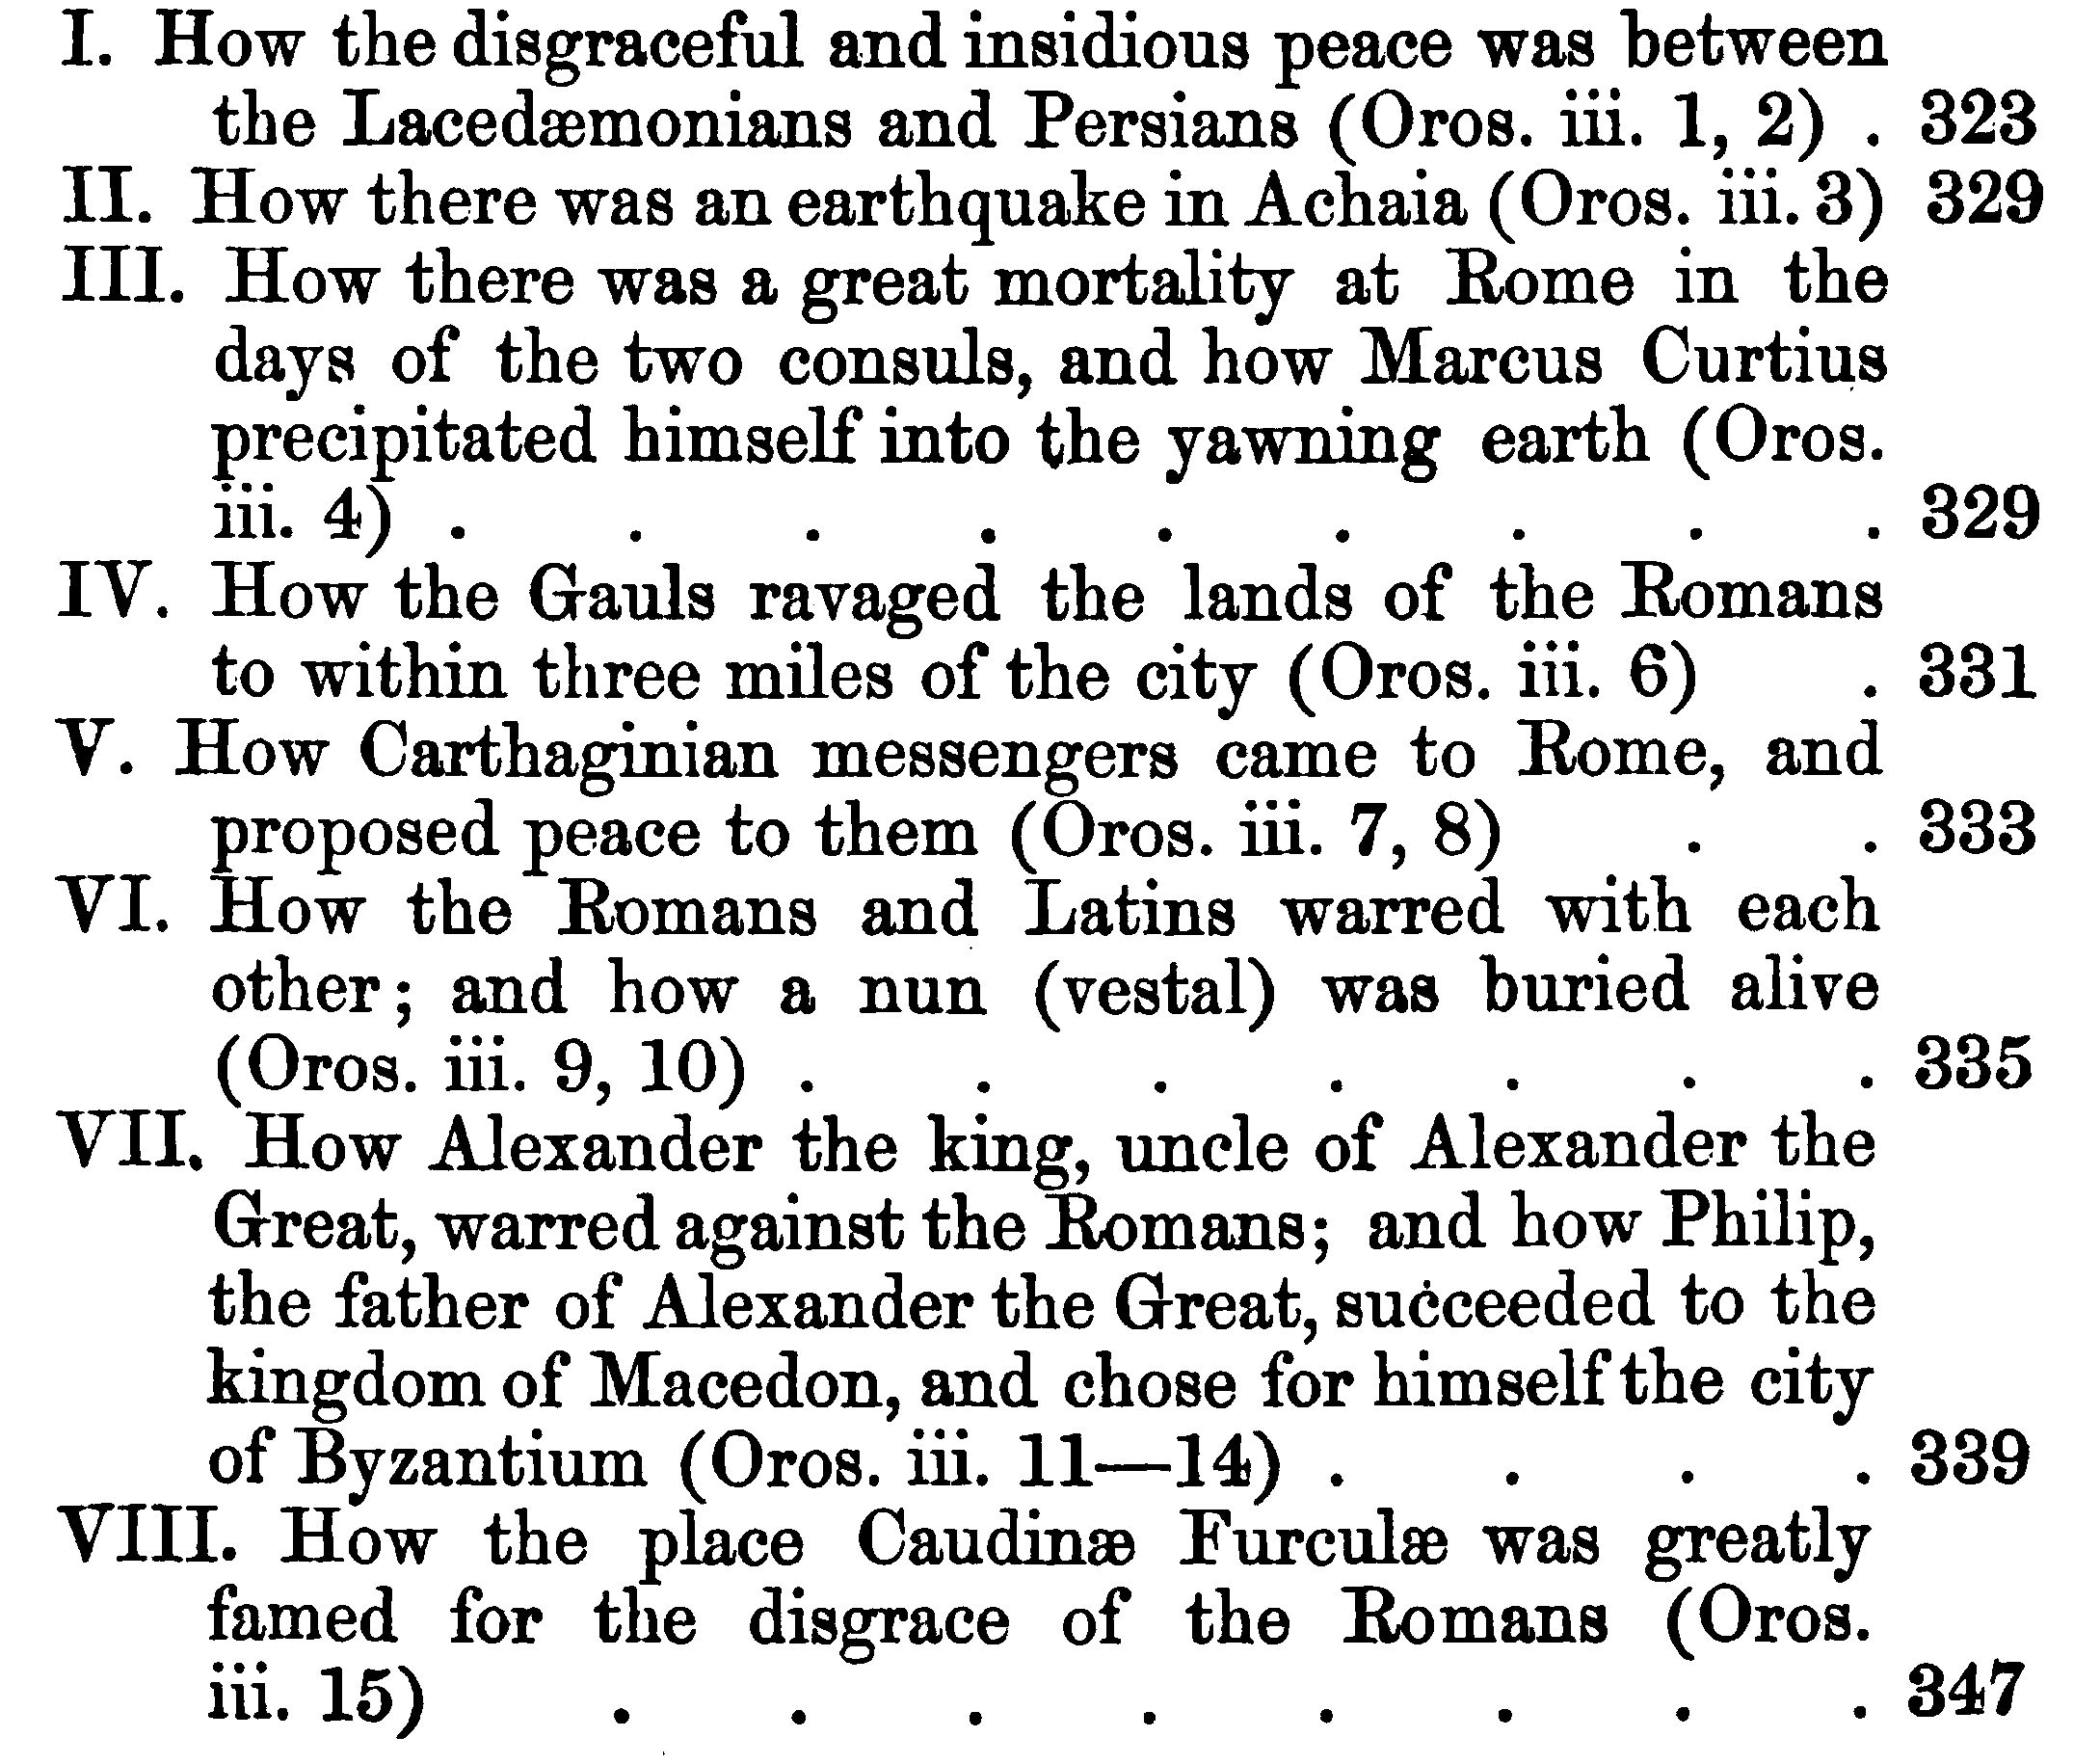 I. How the disgraceful and insidious peace was between
the Lacedæmonians and Persians (Oros. iii. 1, 2) . 323
II. How there was an earthquake in Achaia (Oros. iii. 3) 329
III. How there was a great mortality at Rome in the
days of the two consuls, and how Marcus Curtius
precipitated himself into the yawning earth (Oros.
iii. 4) . . . . . . . . . 329
IV. How the Gauls ravaged the lands of the Romans
to within three miles of the city (Oros. iii. 6) . 331
V. How Carthaginian messengers came to Rome, and
proposed peace to them (Oros. iii. 7, 8) . . 333
VI. How the Romans and Latins warred with each
other; and how a nun (vestal) was buried alive
(Oros. iii. 9, 10) . . . . . . . 335
VII. How Alexander the king, uncle of Alexander the
Great, warred against the Romans; and how Philip,
the father of Alexander the Great, succeeded to the
kingdom of Macedon, and chose for himself the city
of Byzantium (Oros. iii. 11—14) . . . . 339
VIII. How the place Caudinæ Furculæ was greatly
famed for the disgrace of the Romans (Oros.
iii. 15) . . . . . . . . 347